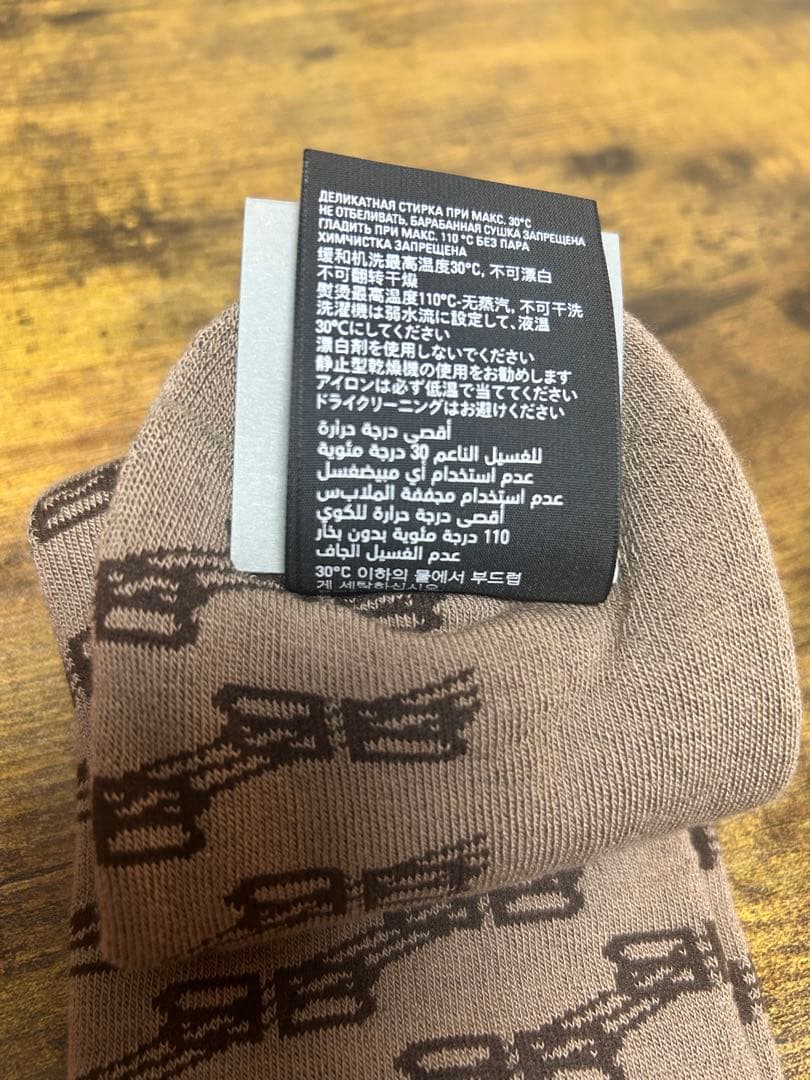 ДЕЛИКАТНАЯ СТИРКА ПРИ МАКС. 30°C
НЕ ОТБЕЛИВАТЬ, БАРАБАННАЯ СУШКА ЗАПРЕЩЕНА
ГЛАДИТЬ ПРИ МАКС. 110 °C БЕЗ ПАРА
ХИМЧИСТКА ЗАПРЕЩЕНА
缓和机洗最高温度30°C, 不可漂白
不可翻转干燥
熨烫最高温度110°C-无蒸汽, 不可干洗
洗濯機は弱水流に設定して、液温
30℃にしてください
漂白剤を使用しないでください
静止型乾燥機の使用をお勧めします
アイロンは必ず低温で当ててください
ドライクリーニングはお避けください
أقصى درجة حرارة
للغسيل الناعم 30 درجة مئوية
عدم استخدام أي مبيضغسل
عدم استخدام مجففة الملابس
أقصى درجة حرارة للكوي
110 درجة مئوية بدون بخار
عدم الغسيل الجاف
30°C 이하의 물에서 부드럽
게 세탁하십시오